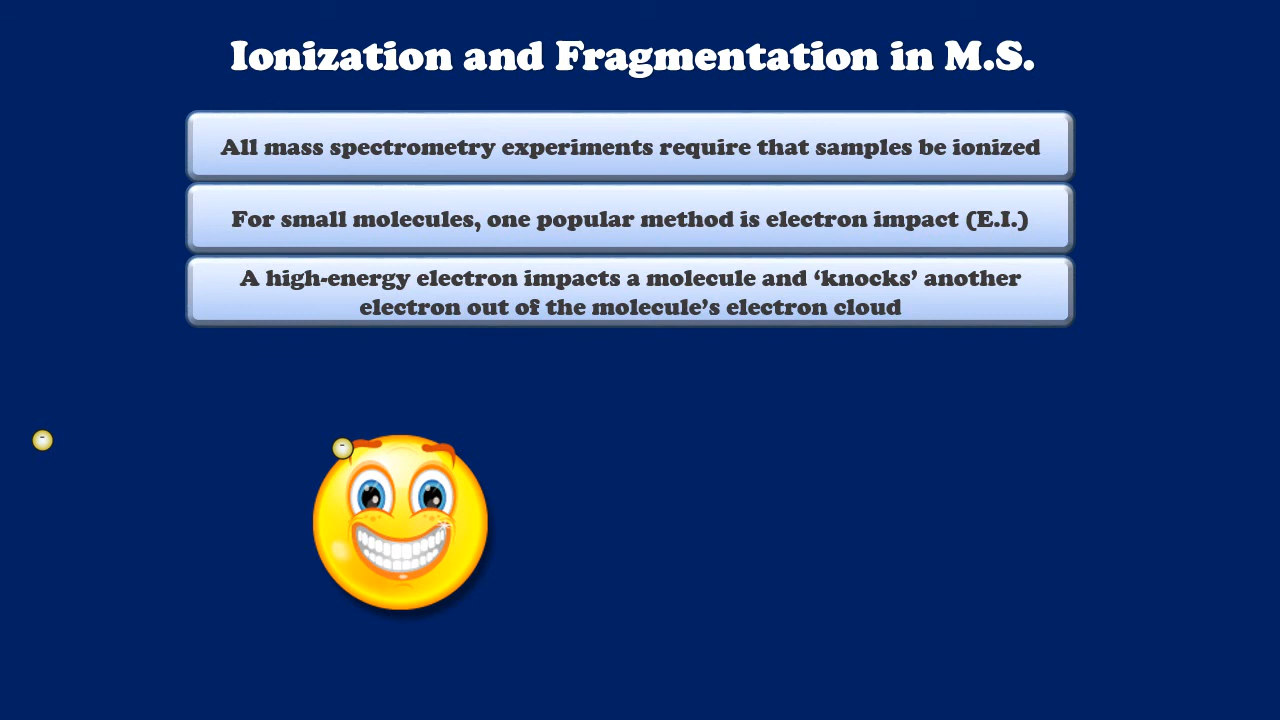 Ionization and Fragmentation in M.S.
All mass spectrometry experiments require that samples be ionized
For small molecules, one popular method is electron impact (E.I.)
A high-energy electron impacts a molecule and ‘knocks’ another
electron out of the molecule’s electron cloud